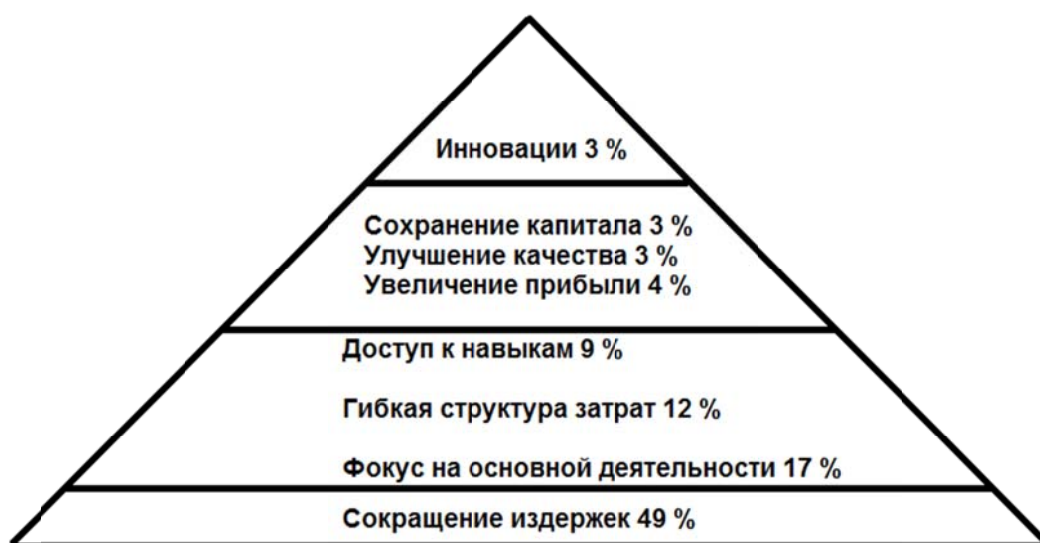 Инновации 3 %
Сохранение капитала 3 %
Улучшение качества 3 %
Увеличение прибыли 4 %
Доступ к навыкам 9 %
Гибкая структура затрат 12 %
Фокус на основной деятельности 17 %
Сокращение издержек 49 %